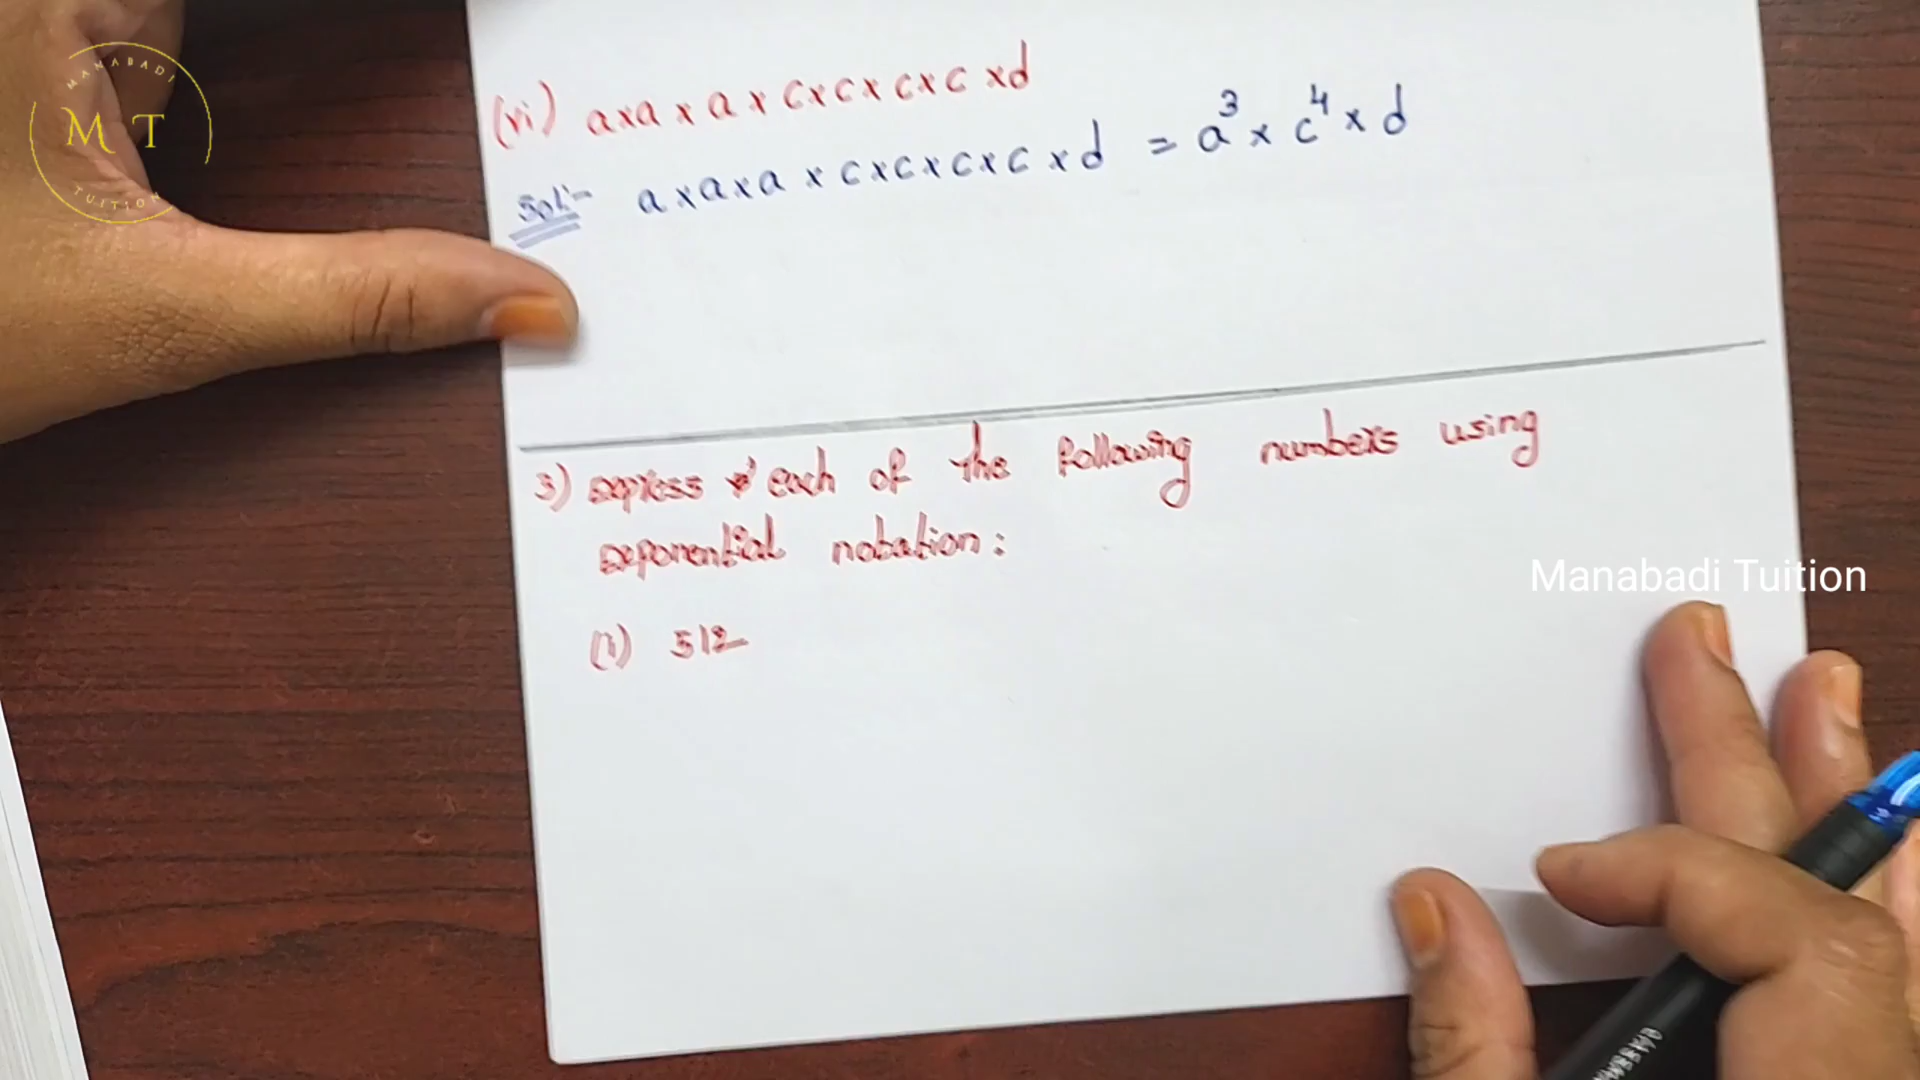 MANABADI
M T
TUITION
(vi) a×a × a × c×c× c×c ×d
Sol:- a×a×a × c×c×c×c × d = a³ × c⁴ × d
3) express each of the following numbers using
exponential notation:
(i) 512
Manabadi Tuition